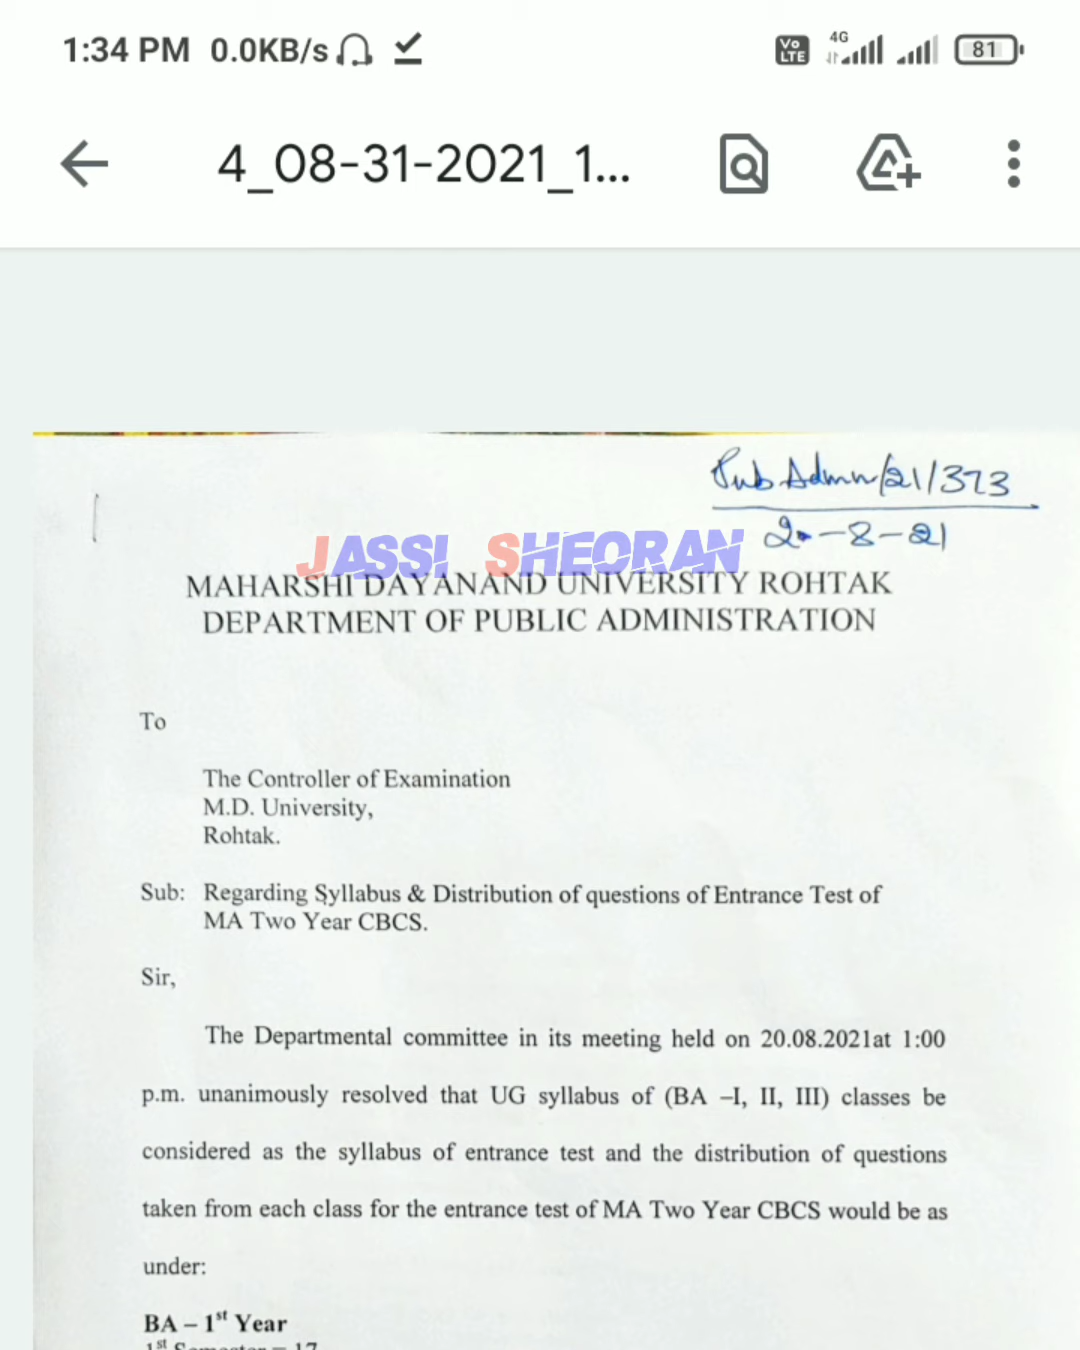 1:34 PM 0.0KB/s Vo LTE 4G 81
4_08-31-2021_1...
Pub Admn/21/373
20-8-21
JASSI SHEORAN
MAHARSHI DAYANAND UNIVERSITY ROHTAK
DEPARTMENT OF PUBLIC ADMINISTRATION
To
The Controller of Examination
M.D. University,
Rohtak.
Sub: Regarding Syllabus & Distribution of questions of Entrance Test of
MA Two Year CBCS.
Sir,
The Departmental committee in its meeting held on 20.08.2021at 1:00
p.m. unanimously resolved that UG syllabus of (BA –I, II, III) classes be
considered as the syllabus of entrance test and the distribution of questions
taken from each class for the entrance test of MA Two Year CBCS would be as
under:
BA – 1st Year
1st Semester = 17